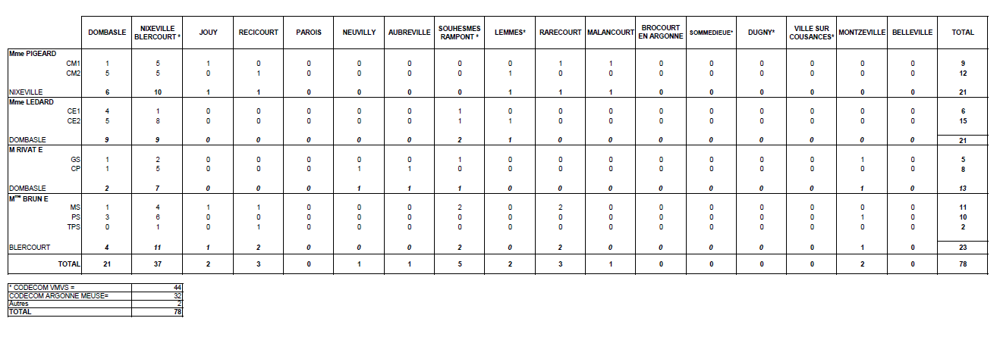 DOMBASLE NIXEVILLE BLERCOURT * JOUY RECICOURT PAROIS NEUVILLY AUBREVILLE SOUHESMES RAMPONT * LEMMES* RARECOURT MALANCOURT BROCOURT EN ARGONNE SOMMEDIEUE* DUGNY* VILLE SUR COUSANCES* MONTZEVILLE BELLEVILLE TOTAL
Mme PIGEARD
CM1 1 5 1 0 0 0 0 0 0 1 1 0 0 0 0 0 0 9
CM2 5 5 0 1 0 0 0 0 1 0 0 0 0 0 0 0 0 12
NIXEVILLE 6 10 1 1 0 0 0 0 1 1 1 0 0 0 0 0 0 21
Mme LEDARD
CE1 4 1 0 0 0 0 0 1 0 0 0 0 0 0 0 0 0 6
CE2 5 8 0 0 0 0 0 1 1 0 0 0 0 0 0 0 0 15
DOMBASLE 9 9 0 0 0 0 0 2 1 0 0 0 0 0 0 0 0 21
M RIVAT E
GS 1 2 0 0 0 0 0 1 0 0 0 0 0 0 0 1 0 5
CP 1 5 0 0 0 1 1 0 0 0 0 0 0 0 0 0 0 8
DOMBASLE 2 7 0 0 0 1 1 1 0 0 0 0 0 0 0 1 0 13
Mme BRUN E
MS 1 4 1 1 0 0 0 2 0 2 0 0 0 0 0 0 0 11
PS 3 6 0 0 0 0 0 0 0 0 0 0 0 0 0 1 0 10
TPS 0 1 0 1 0 0 0 0 0 0 0 0 0 0 0 0 0 2
BLERCOURT 4 11 1 2 0 0 0 2 0 2 0 0 0 0 0 1 0 23
TOTAL 21 37 2 3 0 1 1 5 2 3 1 0 0 0 0 2 0 78
* CODECOM VMVS = 44
CODECOM ARGONNE MEUSE= 32
Autres 2
TOTAL 78